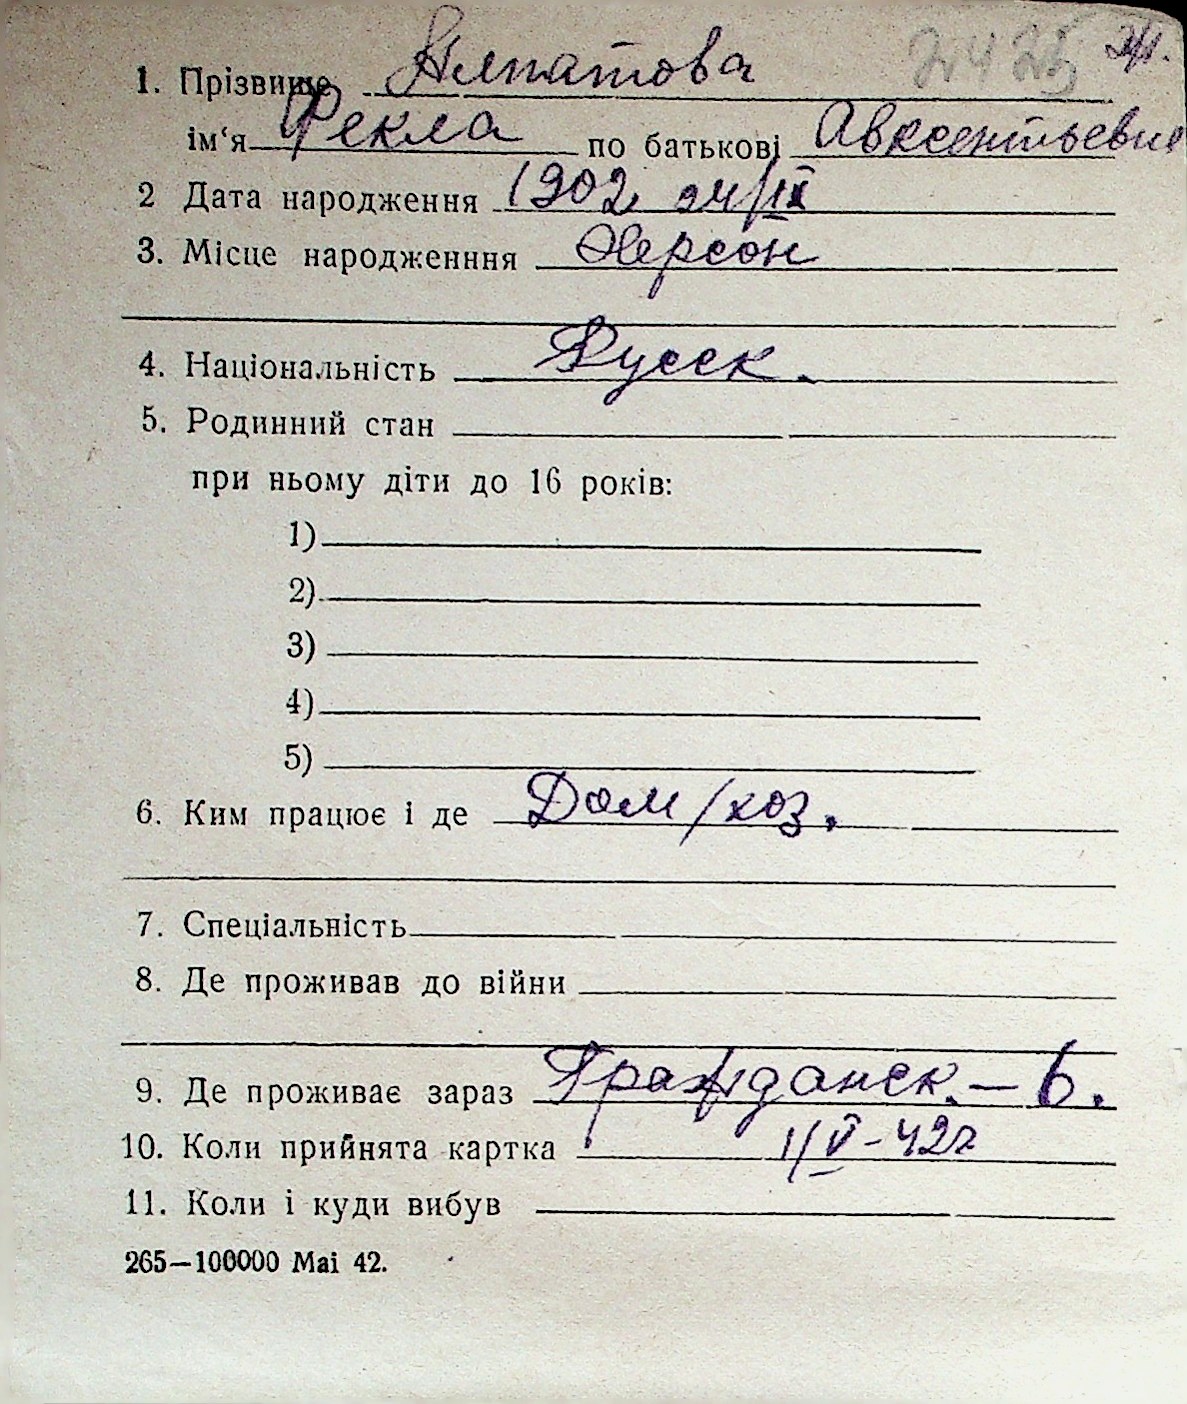 2425 Ж.
1. Прізвище Алпатова
ім‘я Фекла по батькові Авксентьевна
2 Дата народження 1902 24/IX
3. Місце народженння Херсон
4. Національність Русск.
5. Родинний стан
при ньому діти до 16 років:
1)
2)
3)
4)
5)
6. Ким працює і де Дом/хоз.
7. Спеціальність
8. Де проживав до війни
9. Де проживає зараз Гражданск. – 6.
10. Коли прийнята картка 1/V – 42г
11. Коли і куди вибув
265—100000 Mai 42.